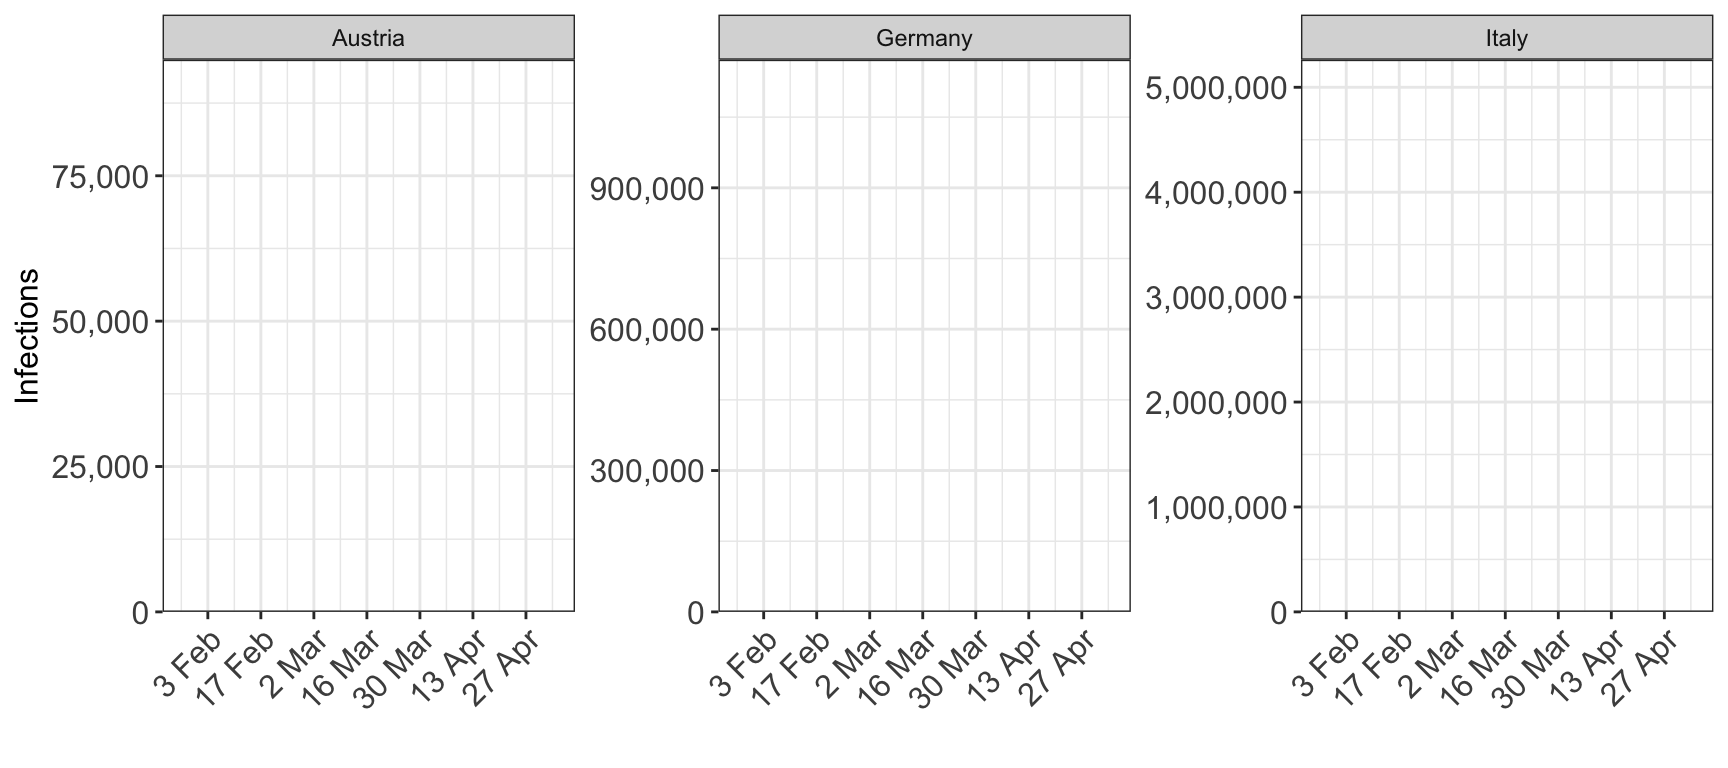 Austria
Germany
Italy
Infections
75,000
50,000
25,000
0
3 Feb
17 Feb
2 Mar
16 Mar
30 Mar
13 Apr
27 Apr
900,000
600,000
300,000
0
3 Feb
17 Feb
2 Mar
16 Mar
30 Mar
13 Apr
27 Apr
5,000,000
4,000,000
3,000,000
2,000,000
1,000,000
0
3 Feb
17 Feb
2 Mar
16 Mar
30 Mar
13 Apr
27 Apr